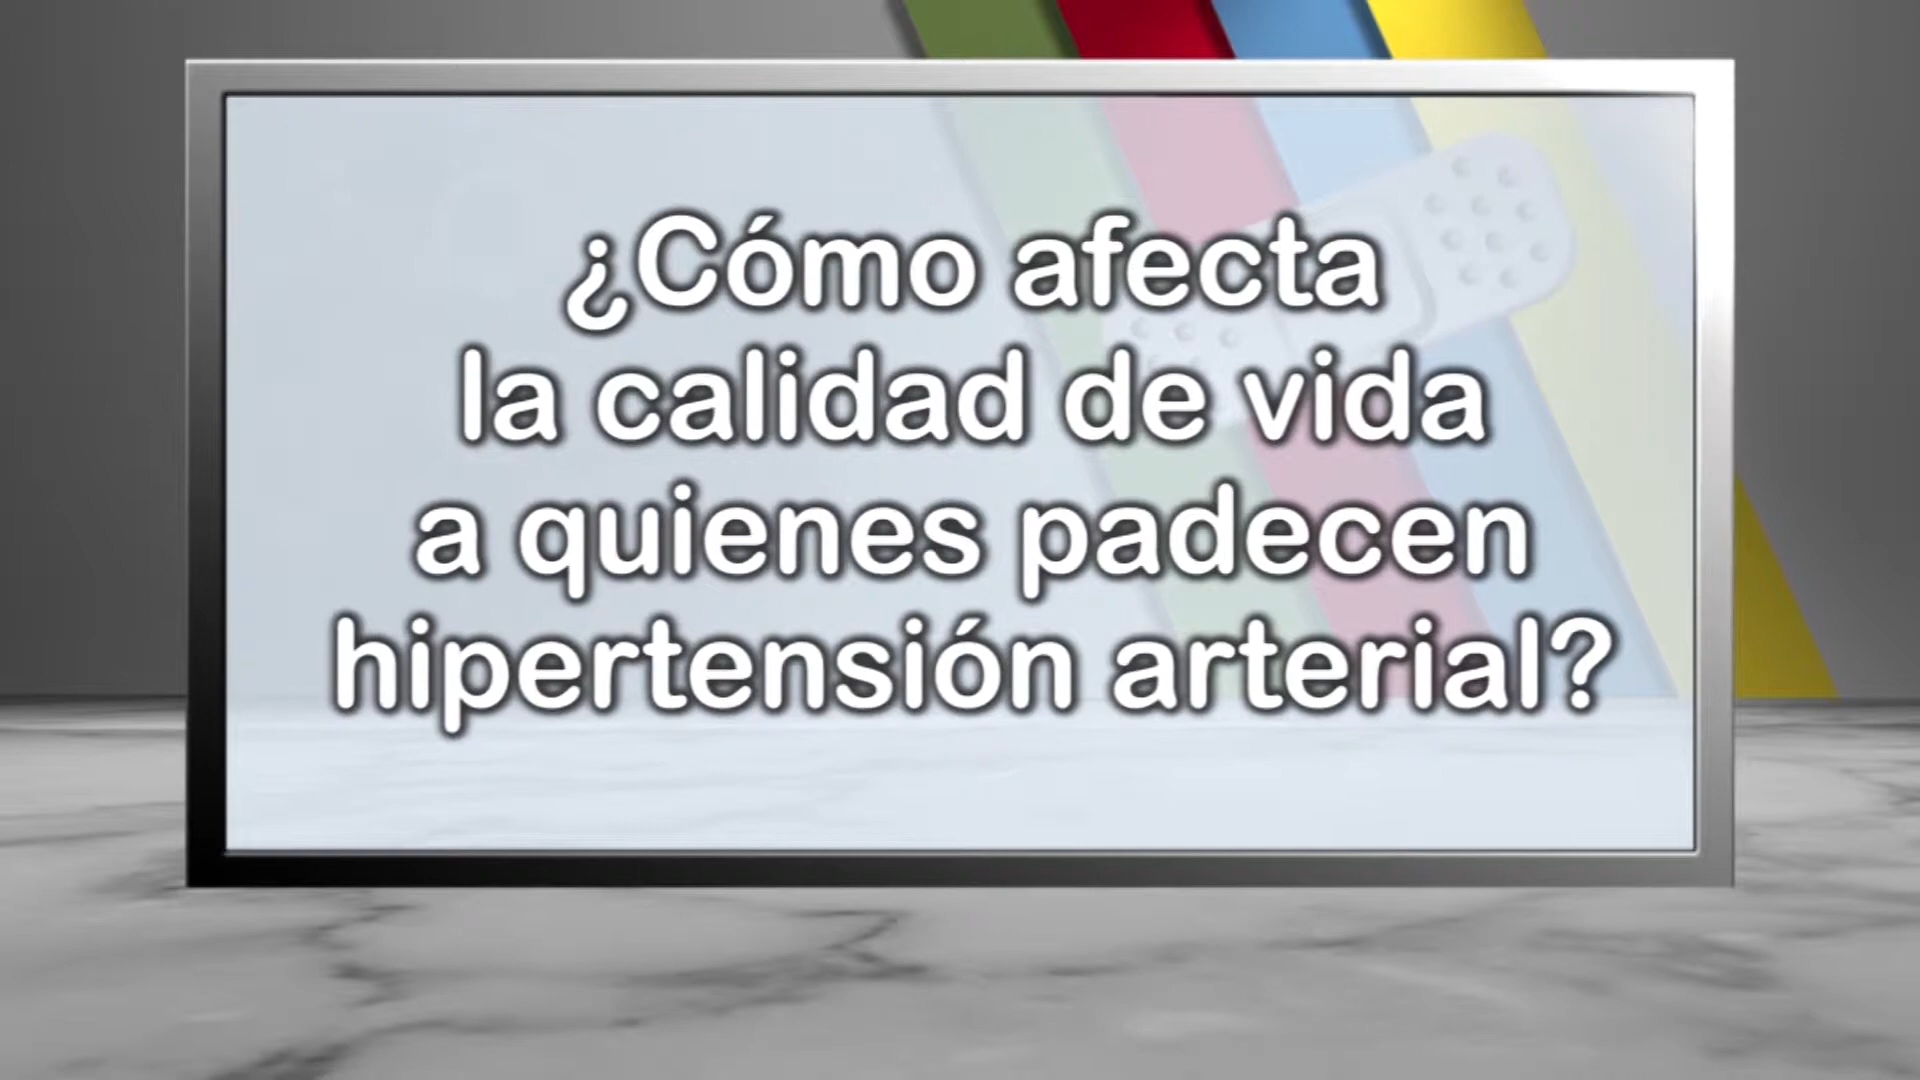 ¿Cómo afecta
la calidad de vida
a quienes padecen
hipertensión arterial?